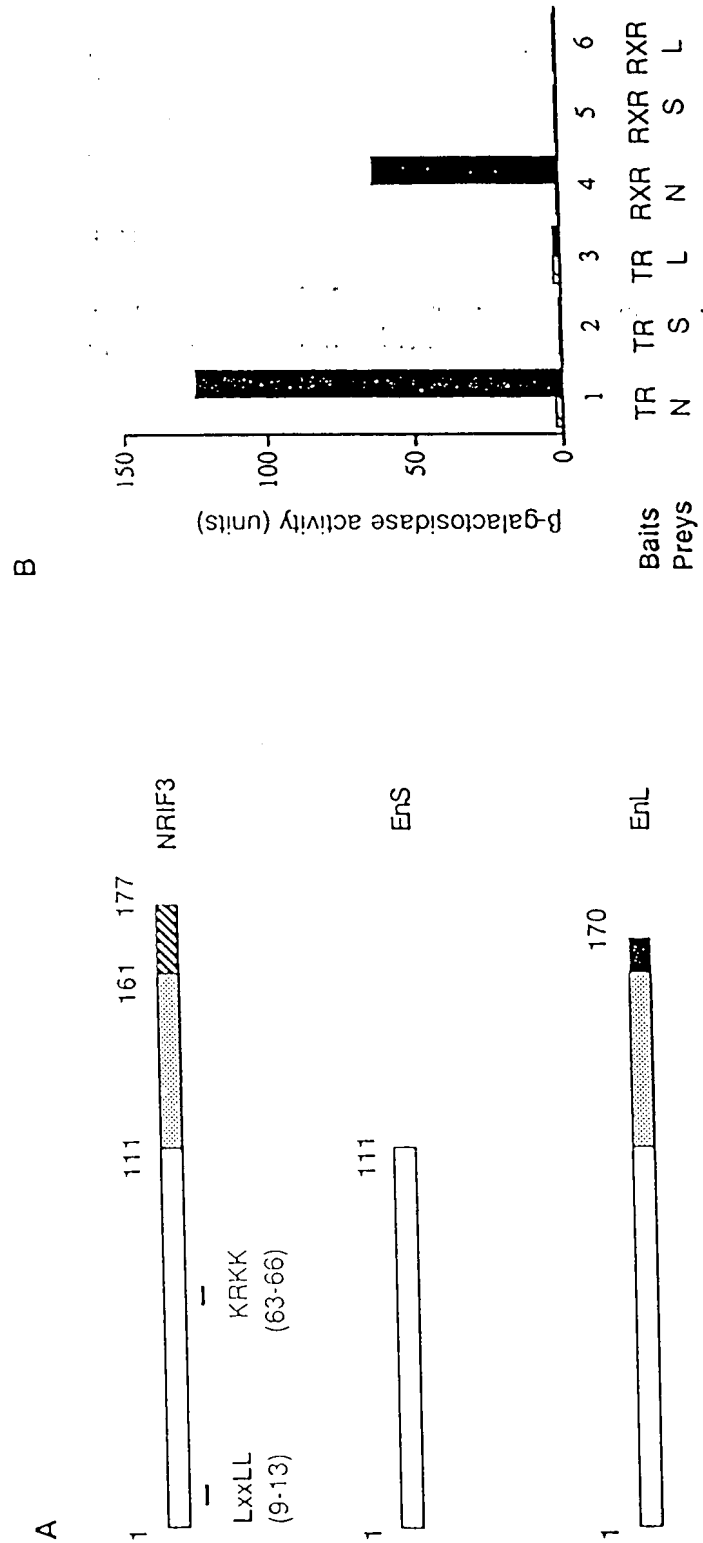 A
1
111
161
177
NRIF3
LxxLL
(9-13)
KRKK
(63-66)
1
111
EnS
1
170
EnL
B
β-galactosidase activity (units)
150
100
50
0
1 2 3 4 5 6
Baits TR TR TR RXR RXR RXR
Preys N S L N S L